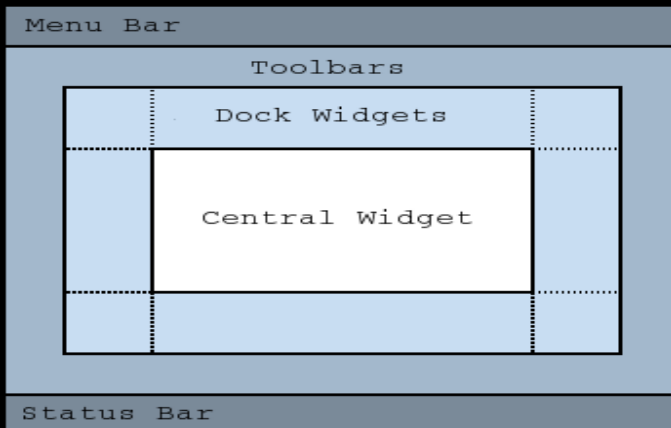 Menu Bar
Toolbars
Dock Widgets
Central Widget
Status Bar